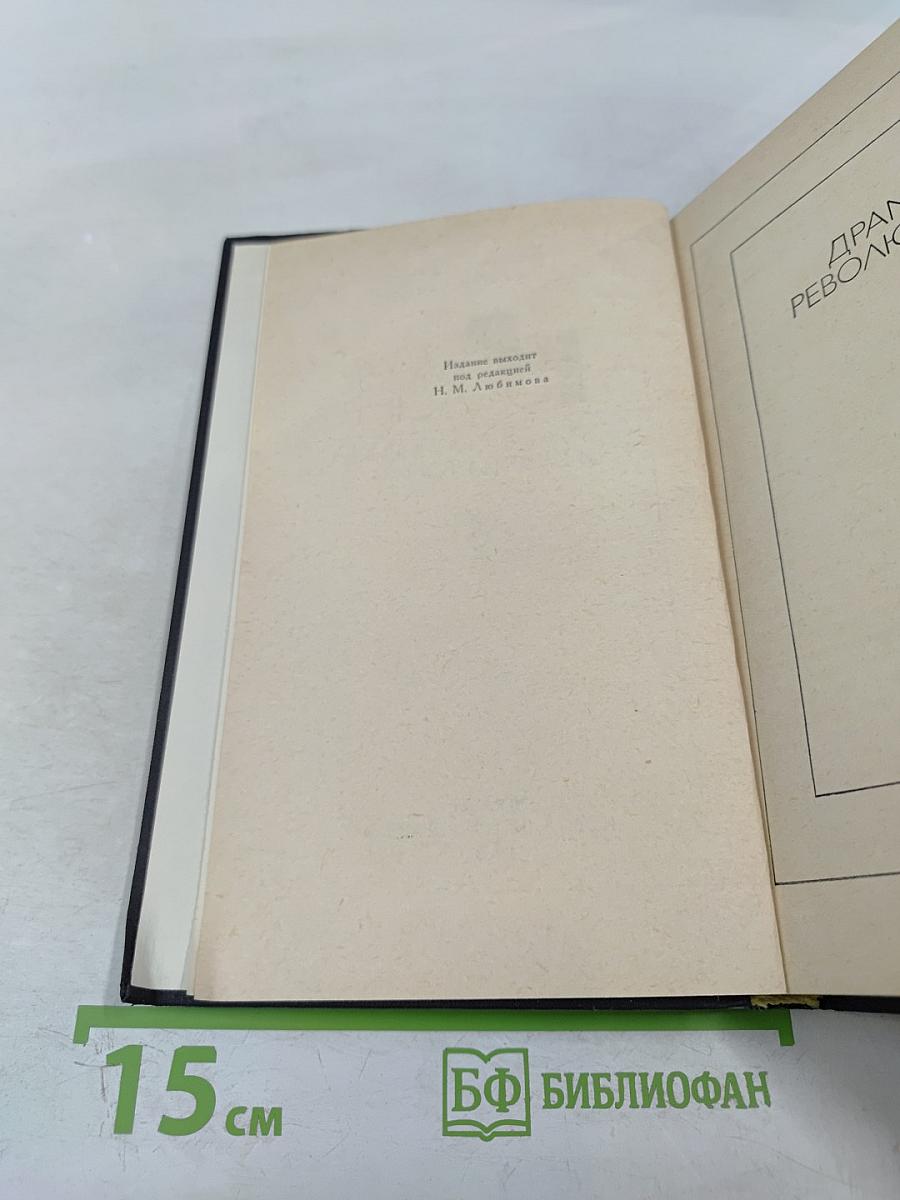 Издание выходит
под редакцией
Н. М. Любимова
ДРАМ
РЕВОЛЮ
15 см
БФ БИБЛИОФАН